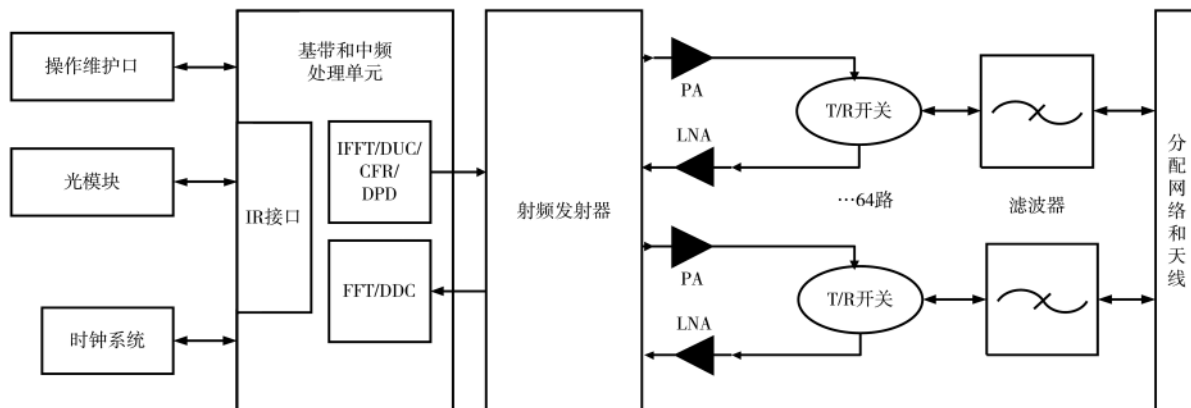 操作维护口
光模块
时钟系统
基带和中频
处理单元
IR接口
IFFT/DUC/
CFR/
DPD
FFT/DDC
射频发射器
PA
T/R开关
LNA
…64路
滤波器
PA
T/R开关
LNA
分配网络和天线